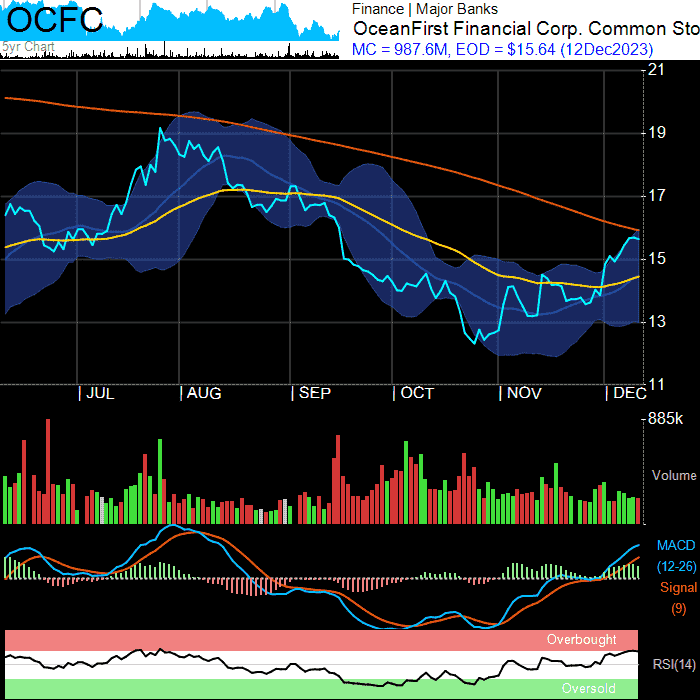 OCFC
5yr Chart
Finance | Major Banks
OceanFirst Financial Corp. Common Sto
MC = 987.6M, EOD = $15.64 (12Dec2023)
21
19
17
15
13
11
JUL
AUG
SEP
OCT
NOV
DEC
885k
Volume
MACD
(12-26)
Signal
(9)
Overbought
RSI(14)
Oversold